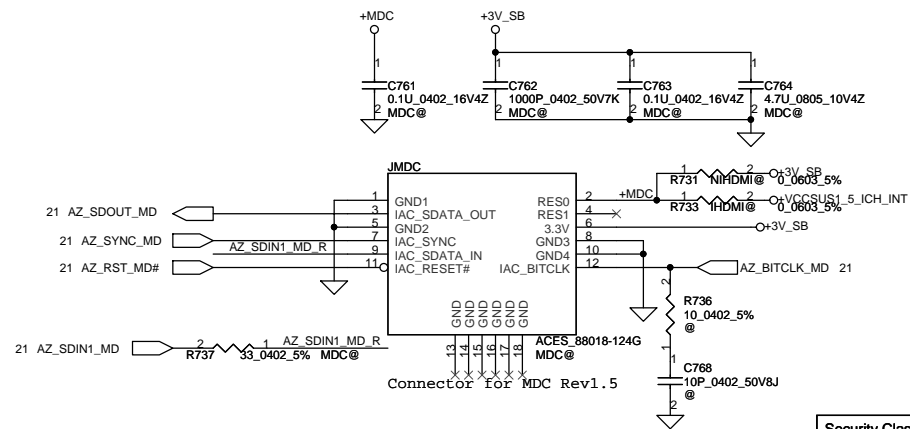 +MDC
+3V_SB
1 1 1 1
C761 C762 C763 C764
0.1U_0402_16V4Z 1000P_0402_50V7K 0.1U_0402_16V4Z 4.7U_0805_10V4Z
2 2 2 2
MDC@ MDC@ MDC@ MDC@
JMDC
1 2 +3V_SB
R731 NIHDMI@ 0_0603_5%
1 GND1 RES0 2 +MDC 1 2 +VCCSUS1_5_ICH_INT
R733 IHDMI@ 0_0603_5%
21 AZ_SDOUT_MD 3 IAC_SDATA_OUT RES1 4
5 GND2 3.3V 6 +3V_SB
21 AZ_SYNC_MD 7 IAC_SYNC GND3 8
AZ_SDIN1_MD_R 9 IAC_SDATA_IN GND4 10
21 AZ_RST_MD# 11 IAC_RESET# IAC_BITCLK 12 AZ_BITCLK_MD 21
GND GND GND GND GND GND
13 14 15 16 17 18
ACES_88018-124G
MDC@
2
R736
10_0402_5%
@
1
21 AZ_SDIN1_MD 2 1 AZ_SDIN1_MD_R
R737 33_0402_5% MDC@
Connector for MDC Rev1.5
1
C768
10P_0402_50V8J
@
2